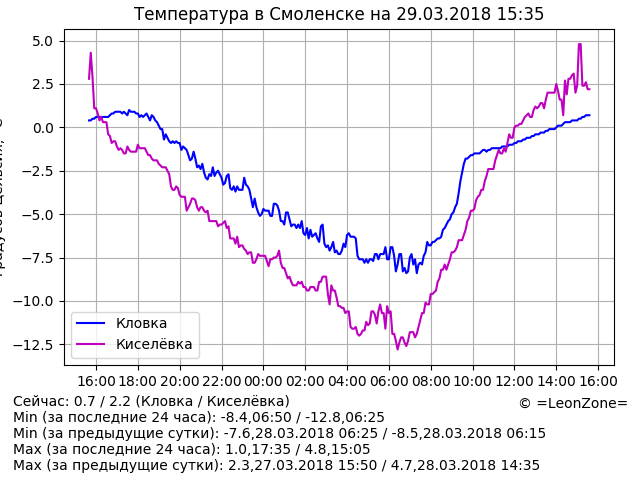 Температура в Смоленске на 29.03.2018 15:35
5.0
2.5
0.0
−2.5
−5.0
−7.5
−10.0
−12.5
Кловка
Киселёвка
16:00 18:00 20:00 22:00 00:00 02:00 04:00 06:00 08:00 10:00 12:00 14:00 16:00
Сейчас: 0.7 / 2.2 (Кловка / Киселёвка)
© =LeonZone=
Min (за последние 24 часа): -8.4,06:50 / -12.8,06:25
Min (за предыдущие сутки): -7.6,28.03.2018 06:25 / -8.5,28.03.2018 06:15
Max (за последние 24 часа): 1.0,17:35 / 4.8,15:05
Max (за предыдущие сутки): 2.3,27.03.2018 15:50 / 4.7,28.03.2018 14:35